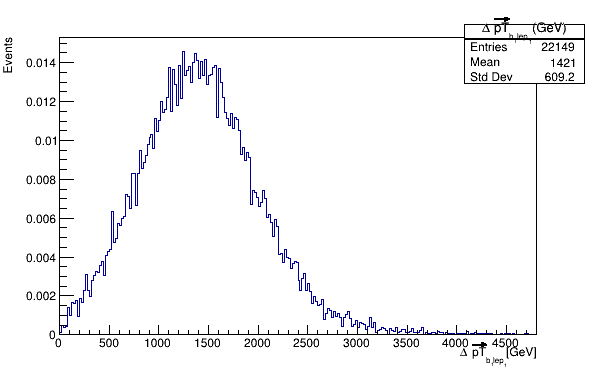 Δ pT b₁lep₁ (GeV)
Entries 22149
Mean 1421
Std Dev 609.2
Events
0.014
0.012
0.01
0.008
0.006
0.004
0.002
0
0 500 1000 1500 2000 2500 3000 3500 4000 4500
Δ pT b₁lep₁ [GeV]